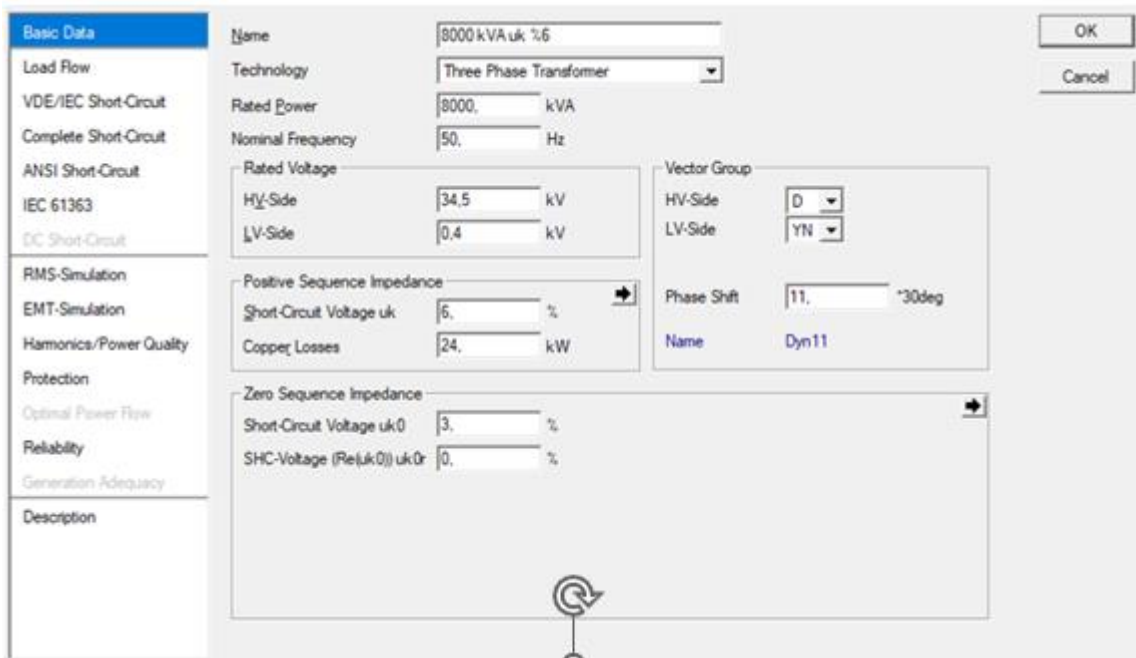 Basic Data
Load Flow
VDE/IEC Short-Circuit
Complete Short-Circuit
ANSI Short-Circuit
IEC 61363
DC Short-Circuit
RMS-Simulation
EMT-Simulation
Harmonics/Power Quality
Protection
Optimal Power Flow
Reliability
Generation Adequacy
Description
Name 8000 kVA uk %6
Technology Three Phase Transformer
Rated Power 8000, kVA
Nominal Frequency 50, Hz
Rated Voltage
HV-Side 34,5 kV
LV-Side 0,4 kV
Positive Sequence Impedance
Short-Circuit Voltage uk 6, %
Copper Losses 24, kW
Vector Group
HV-Side D
LV-Side YN
Phase Shift 11, *30deg
Name Dyn11
Zero Sequence Impedance
Short-Circuit Voltage uk0 3, %
SHC-Voltage (Re(uk0)) uk0r 0, %
OK
Cancel